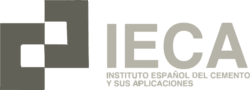 IECA
INSTITUTO ESPAÑOL DEL CEMENTO
Y SUS APLICACIONES